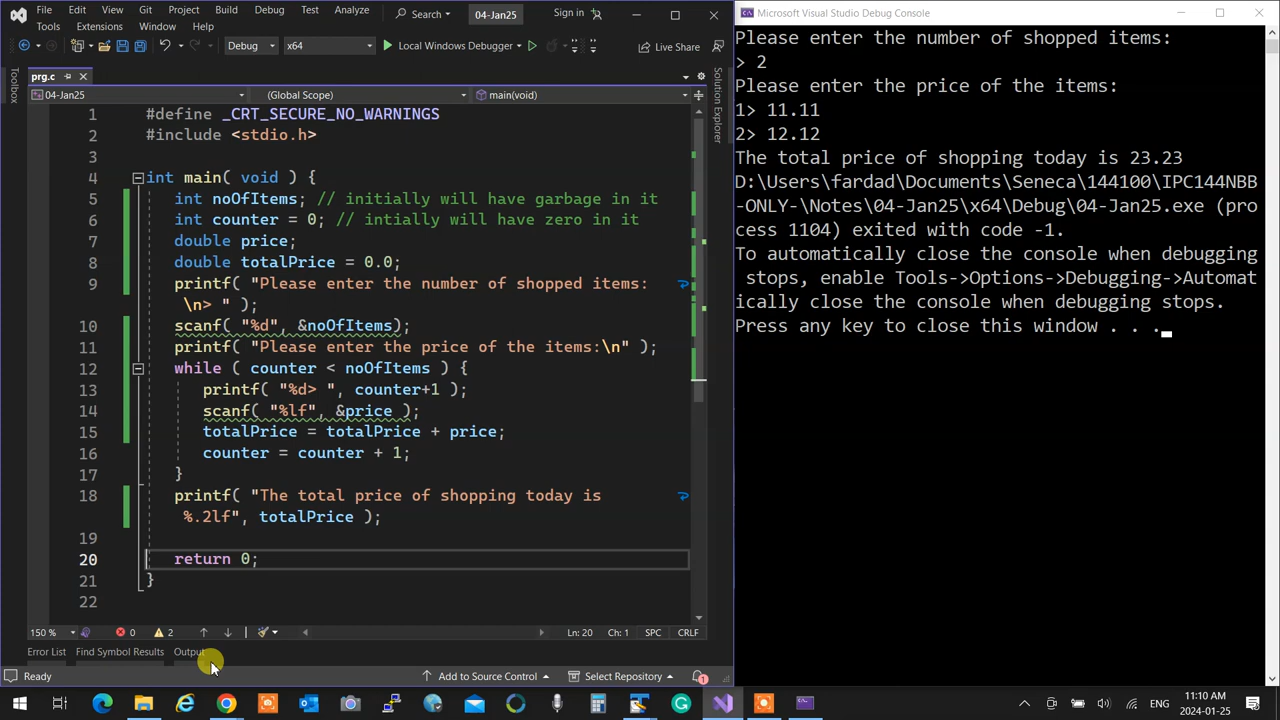 File Edit View Git Project Build Debug Test Analyze Search 04-Jan25 Sign in
Tools Extensions Window Help
Debug x64 Local Windows Debugger Live Share
prg.c
04-Jan25 (Global Scope) main(void)
Toolbox
Solution Explorer
1 #define _CRT_SECURE_NO_WARNINGS
2 #include <stdio.h>
3
4 int main( void ) {
5 int noOfItems; // initially will have garbage in it
6 int counter = 0; // intially will have zero in it
7 double price;
8 double totalPrice = 0.0;
9 printf( "Please enter the number of shopped items:
\n> " );
10 scanf( "%d", &noOfItems);
11 printf( "Please enter the price of the items:\n" );
12 while ( counter < noOfItems ) {
13 printf( "%d> ", counter+1 );
14 scanf( "%lf", &price );
15 totalPrice = totalPrice + price;
16 counter = counter + 1;
17 }
18 printf( "The total price of shopping today is
%.2lf", totalPrice );
19
20 return 0;
21 }
22
150 % 0 2 Ln: 20 Ch: 1 SPC CRLF
Error List Find Symbol Results Output
Ready Add to Source Control Select Repository 1
Microsoft Visual Studio Debug Console
Please enter the number of shopped items:
> 2
Please enter the price of the items:
1> 11.11
2> 12.12
The total price of shopping today is 23.23
D:\Users\fardad\Documents\Seneca\144100\IPC144NBB
-ONLY-\Notes\04-Jan25\x64\Debug\04-Jan25.exe (pro
cess 1104) exited with code -1.
To automatically close the console when debugging
stops, enable Tools->Options->Debugging->Automat
ically close the console when debugging stops.
Press any key to close this window . . .
ENG
11:10 AM
2024-01-25